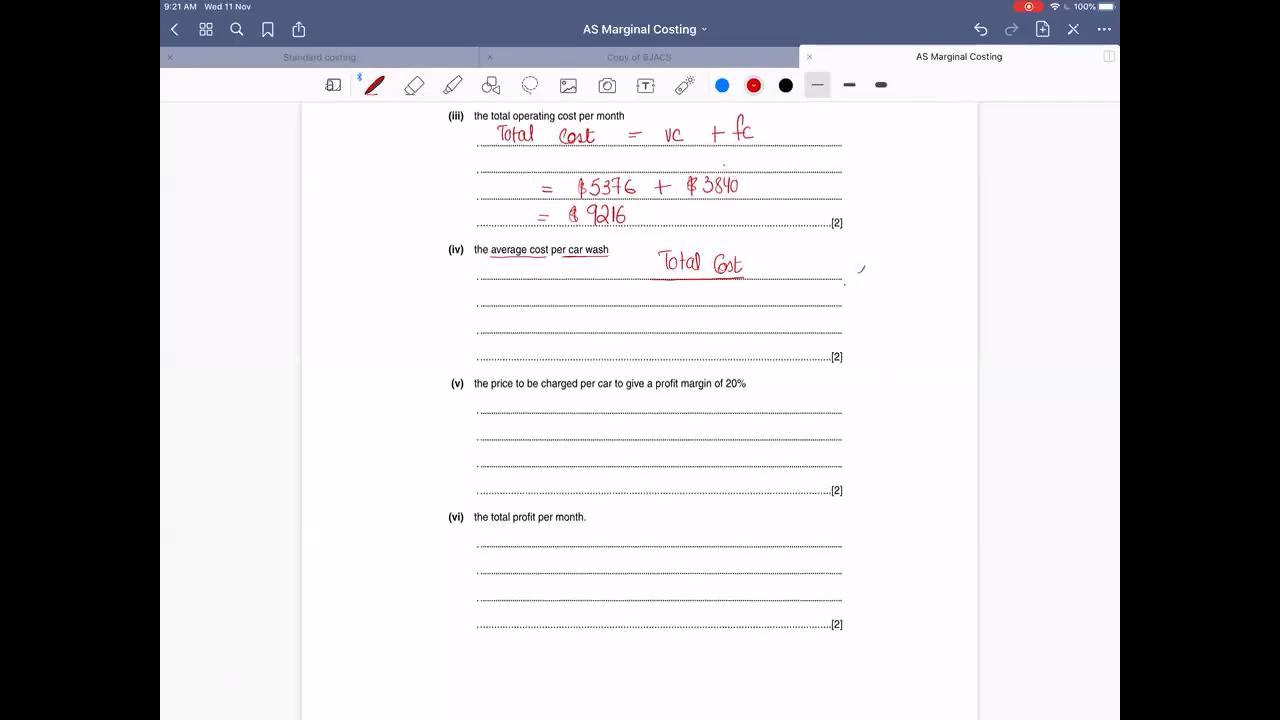 9:21 AM Wed 11 Nov
100%
AS Marginal Costing
Standard costing
Copy of BJACS
AS Marginal Costing
(iii) the total operating cost per month
Total Cost = VC + FC
= $5376 + $3840
= $9216
[2]
(iv) the average cost per car wash
Total Cost
[2]
(v) the price to be charged per car to give a profit margin of 20%
[2]
(vi) the total profit per month.
[2]